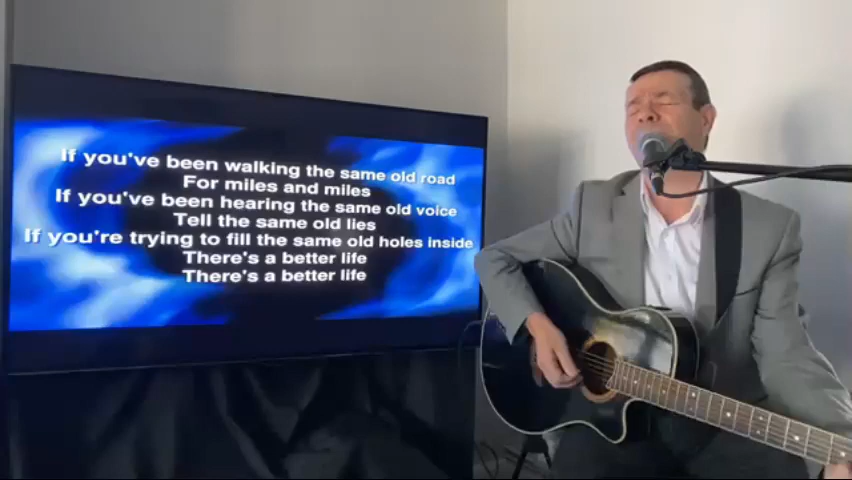 If you've been walking the same old road
For miles and miles
If you've been hearing the same old voice
Tell the same old lies
If you're trying to fill the same old holes inside
There's a better life
There's a better life